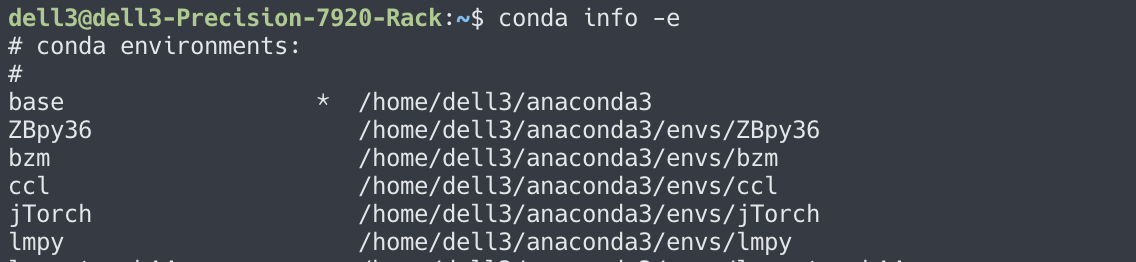 dell3@dell3-Precision-7920-Rack:~$ conda info -e
# conda environments:
#
base                  *  /home/dell3/anaconda3
ZBpy36                   /home/dell3/anaconda3/envs/ZBpy36
bzm                      /home/dell3/anaconda3/envs/bzm
ccl                      /home/dell3/anaconda3/envs/ccl
jTorch                   /home/dell3/anaconda3/envs/jTorch
lmpy                     /home/dell3/anaconda3/envs/lmpy